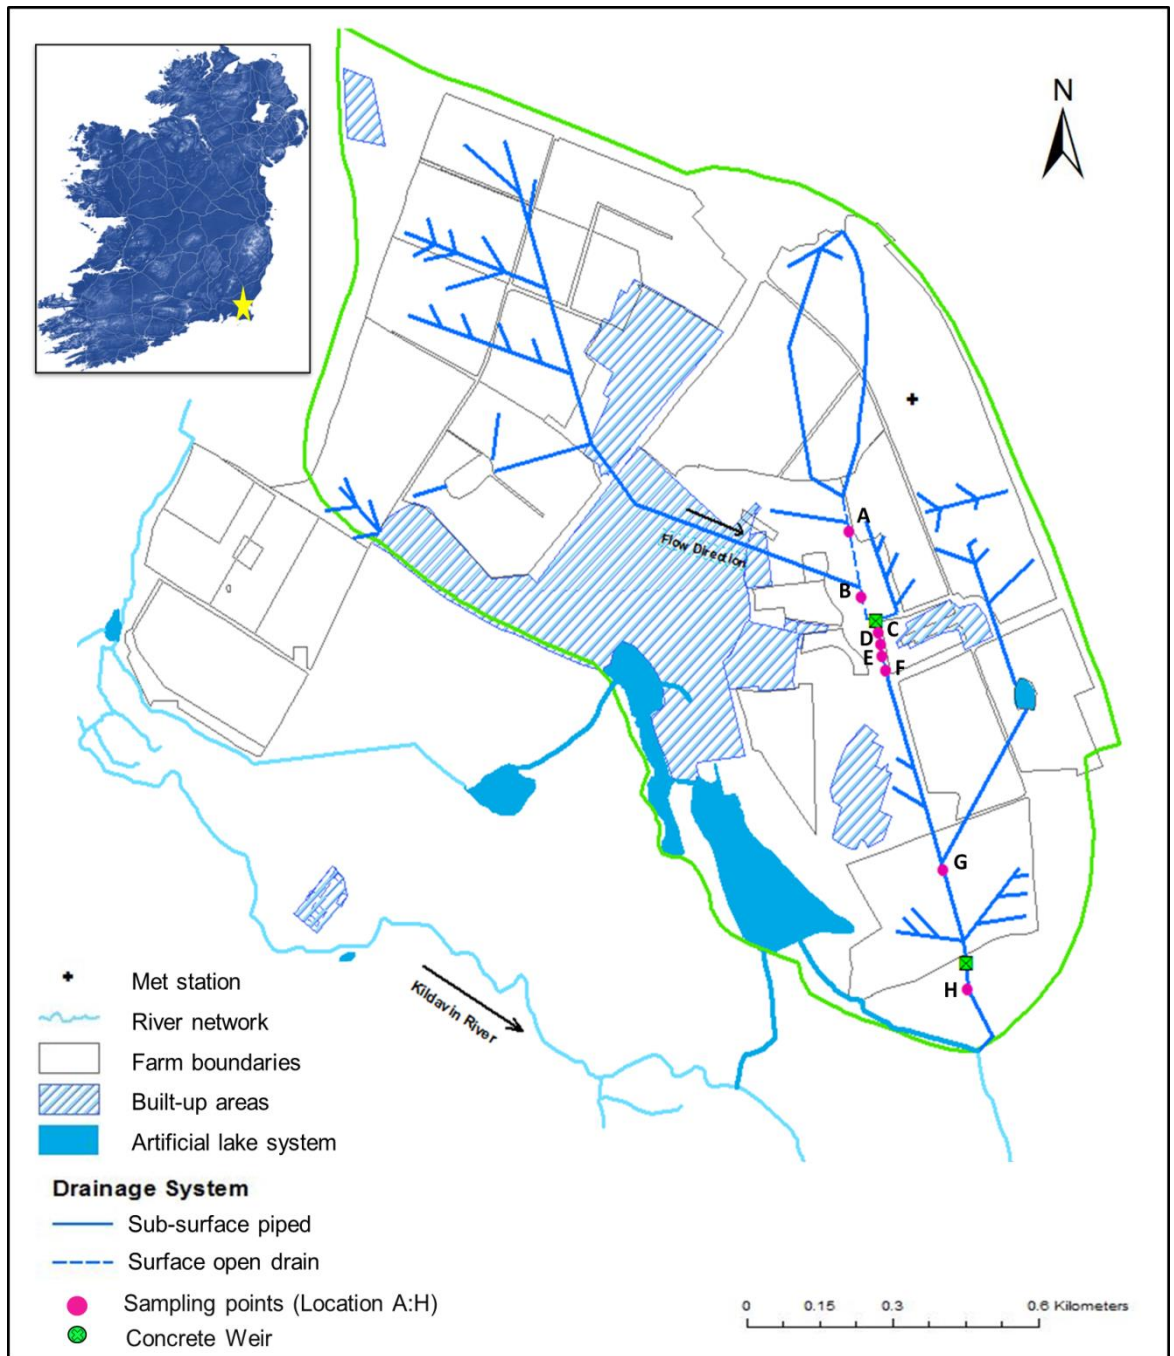 N
A
Flow Direction
B
C
D
E
F
G
H
Kildavin River
Met station
River network
Farm boundaries
Built-up areas
Artificial lake system
Drainage System
Sub-surface piped
Surface open drain
Sampling points (Location A:H)
Concrete Weir
0 0.15 0.3 0.6 Kilometers